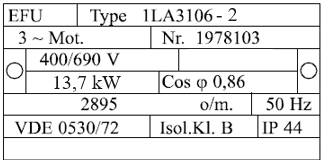 EFU Type 1LA3106-2
3 ~ Mot. Nr. 1978103
400/690 V
13,7 kW Cos φ 0,86
2895 o/m. 50 Hz
VDE 0530/72 Isol.Kl. B IP 44